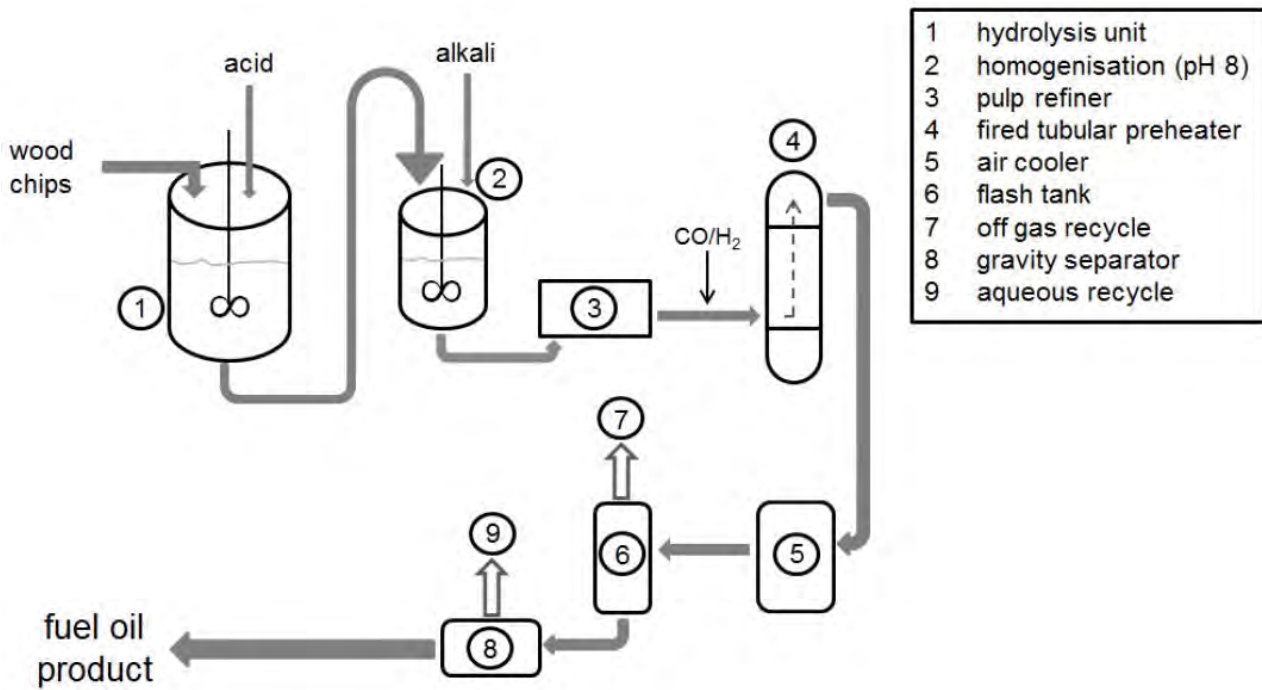 acid
alkali
wood
chips
1
2
3
CO/H₂
4
5
6
7
8
9
fuel oil
product
1 hydrolysis unit
2 homogenisation (pH 8)
3 pulp refiner
4 fired tubular preheater
5 air cooler
6 flash tank
7 off gas recycle
8 gravity separator
9 aqueous recycle